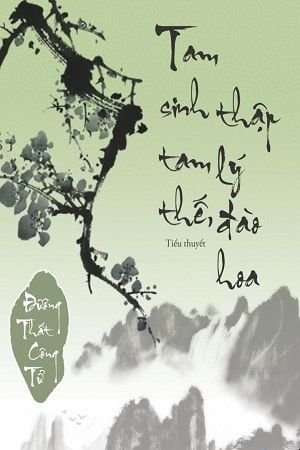 Tam sinh tam thế,
thập lý đào hoa
Tiểu thuyết
Đường
Thất
Công
Tử